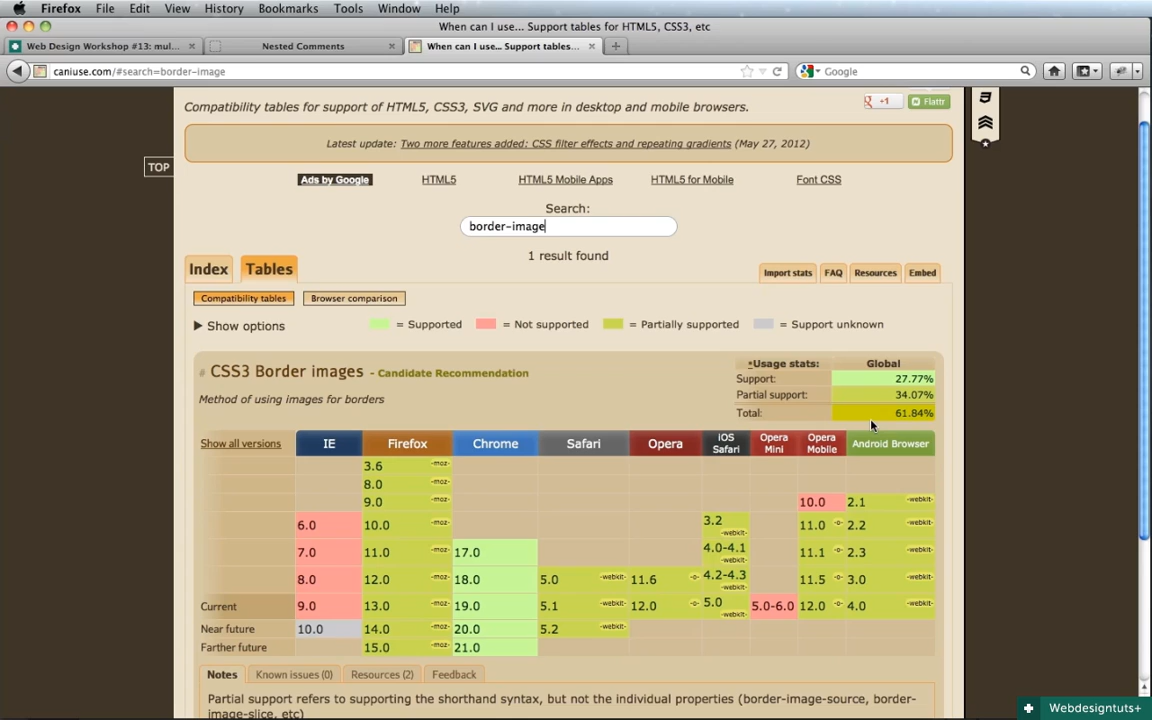 Firefox File Edit View History Bookmarks Tools Window Help
When can I use... Support tables for HTML5, CSS3, etc
Web Design Workshop #13: mul... × Nested Comments × When can I use... Support tables... × +
caniuse.com/#search=border-image Google
Compatibility tables for support of HTML5, CSS3, SVG and more in desktop and mobile browsers.
+1 Flattr
Latest update: Two more features added: CSS filter effects and repeating gradients (May 27, 2012)
TOP
Ads by Google HTML5 HTML5 Mobile Apps HTML5 for Mobile Font CSS
Search:
border-image
1 result found
Index Tables Import stats FAQ Resources Embed
Compatibility tables Browser comparison
Show options = Supported = Not supported = Partially supported = Support unknown
# CSS3 Border images - Candidate Recommendation
*Usage stats: Global
Support: 27.77%
Partial support: 34.07%
Total: 61.84%
Method of using images for borders
Show all versions IE Firefox Chrome Safari Opera iOS Safari Opera Mini Opera Mobile Android Browser
3.6 -moz-
8.0 -moz-
9.0 -moz- 10.0 2.1 -webkit-
6.0 10.0 -moz- 3.2 -webkit- 11.0 -o- 2.2 -webkit-
7.0 11.0 -moz- 17.0 4.0-4.1 -webkit- 11.1 -o- 2.3 -webkit-
8.0 12.0 -moz- 18.0 5.0 -webkit- 11.6 -o- 4.2-4.3 -webkit- 11.5 -o- 3.0 -webkit-
Current 9.0 13.0 -moz- 19.0 5.1 -webkit- 12.0 -o- 5.0 -webkit- 5.0-6.0 12.0 -o- 4.0 -webkit-
Near future 10.0 14.0 -moz- 20.0 5.2 -webkit-
Farther future 15.0 -moz- 21.0
Notes Known issues (0) Resources (2) Feedback
Partial support refers to supporting the shorthand syntax, but not the individual properties (border-image-source, border-
image-slice, etc)
Webdesigntuts+